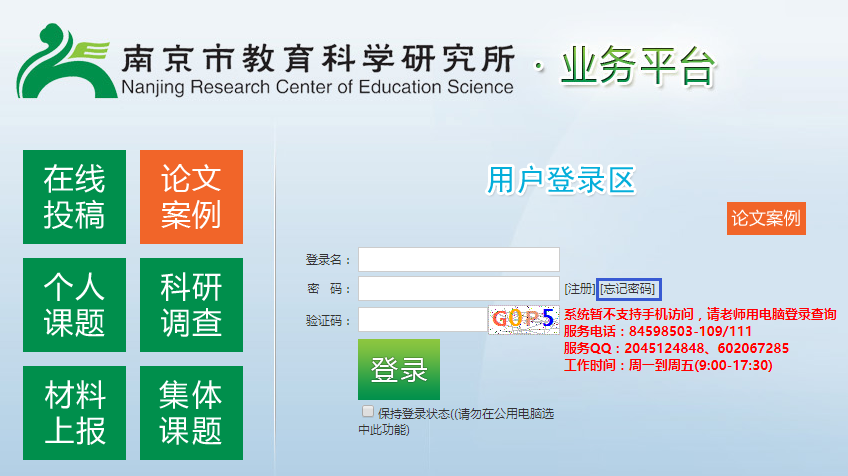 南京市教育科学研究所 · 业务平台
Nanjing Research Center of Education Science
在线
投稿
论文
案例
个人
课题
科研
调查
材料
上报
集体
课题
用户登录区
论文案例
登录名：
密 码： [注册] [忘记密码]
验证码： G0P5
系统暂不支持手机访问，请老师用电脑登录查询
服务电话：84598503-109/111
服务QQ：2045124848、602067285
工作时间：周一到周五(9:00-17:30)
登录
保持登录状态((请勿在公用电脑选
中此功能)